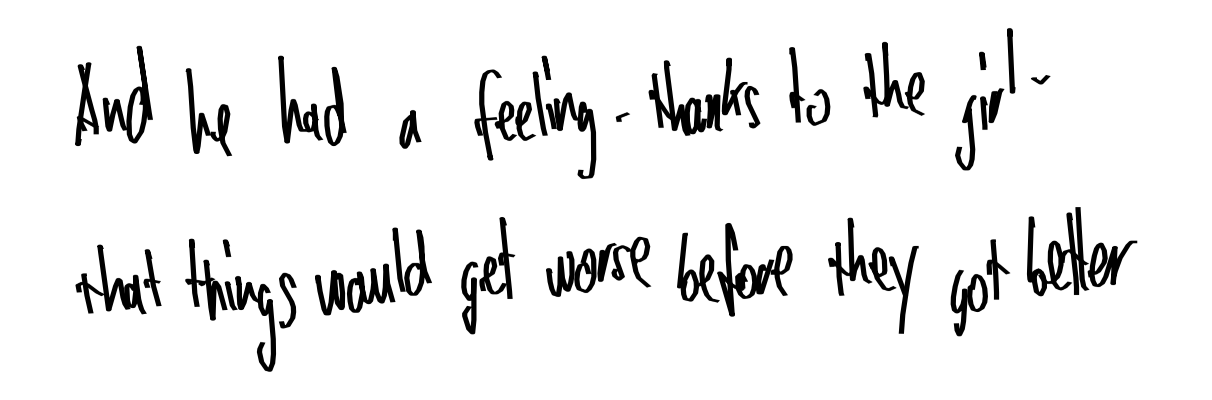 And he had a feeling - thanks to the girl -
that things would get worse before they got better